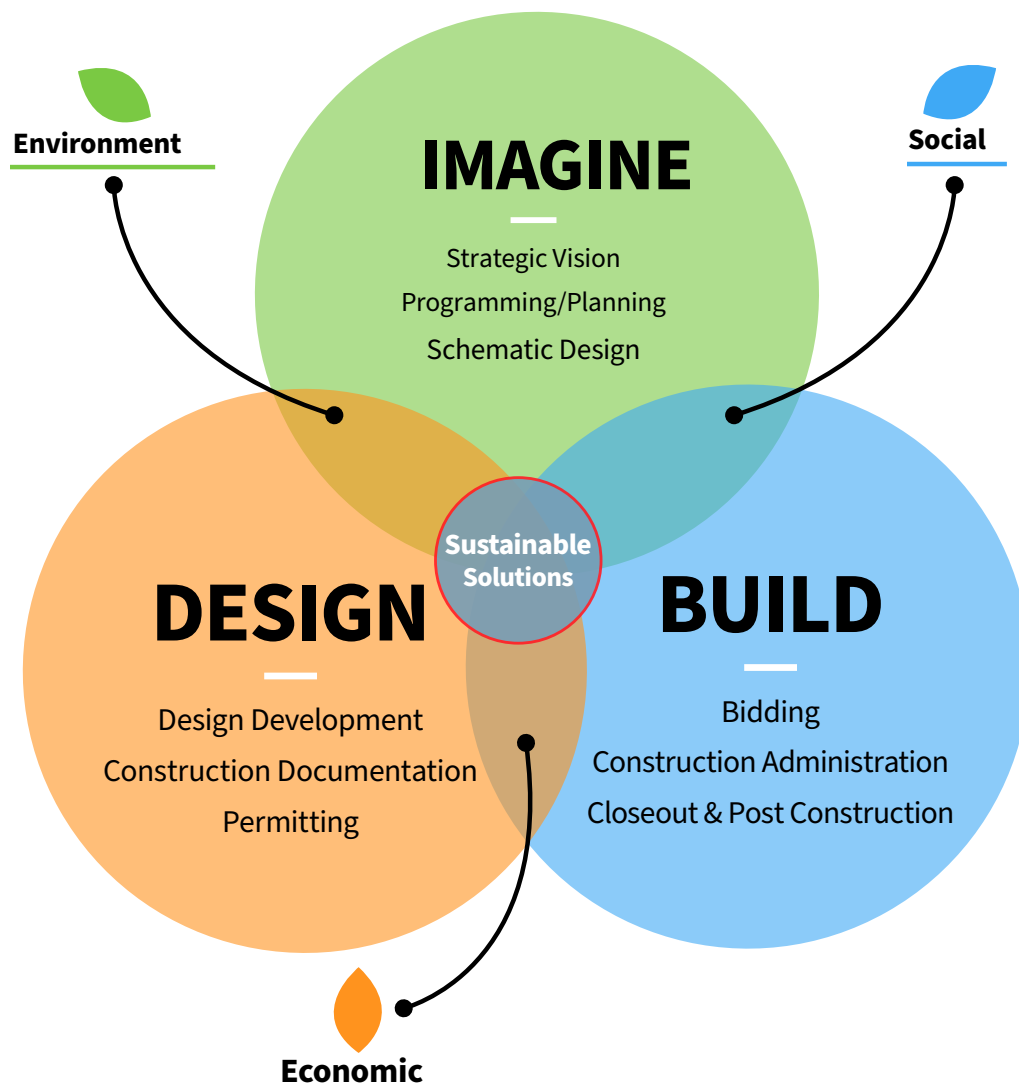 Environment
Social
IMAGINE
Strategic Vision
Programming/Planning
Schematic Design
Sustainable
Solutions
DESIGN
Design Development
Construction Documentation
Permitting
BUILD
Bidding
Construction Administration
Closeout & Post Construction
Economic